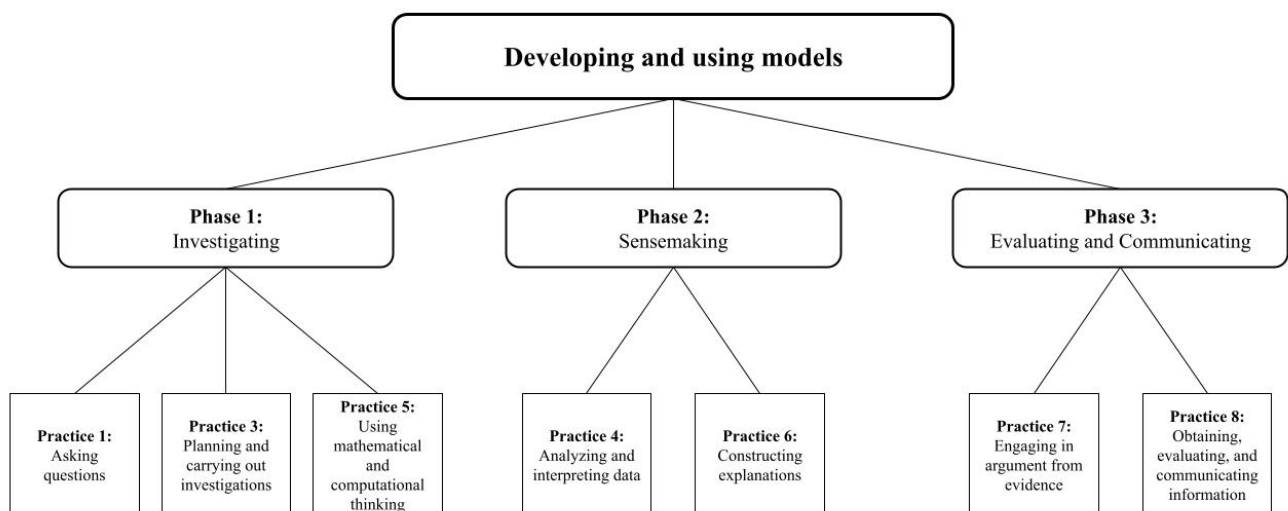 Developing and using models
Phase 1:
Investigating
Phase 2:
Sensemaking
Phase 3:
Evaluating and Communicating
Practice 1:
Asking
questions
Practice 3:
Planning and
carrying out
investigations
Practice 5:
Using
mathematical
and
computational
thinking
Practice 4:
Analyzing and
interpreting data
Practice 6:
Constructing
explanations
Practice 7:
Engaging in
argument from
evidence
Practice 8:
Obtaining,
evaluating, and
communicating
information